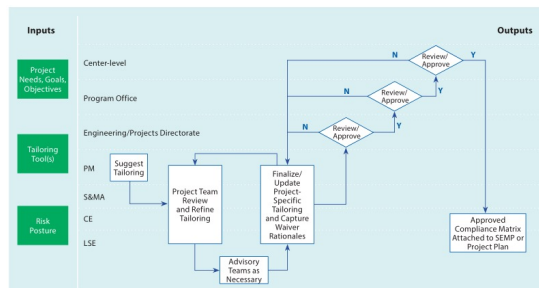 Inputs
Outputs
Project
Needs, Goals,
Objectives
Tailoring
Tool(s)
Risk
Posture
Center-level
Program Office
Engineering/Projects Directorate
PM
S&MA
CE
LSE
Suggest
Tailoring
Project Team
Review
and Refine
Tailoring
Advisory
Teams as
Necessary
Finalize/
Update
Project-
Specific
Tailoring
and Capture
Waiver
Rationales
Review/
Approve
N
Y
Review/
Approve
N
Y
Review/
Approve
N
Y
Approved
Compliance Matrix
Attached to SEMP or
Project Plan